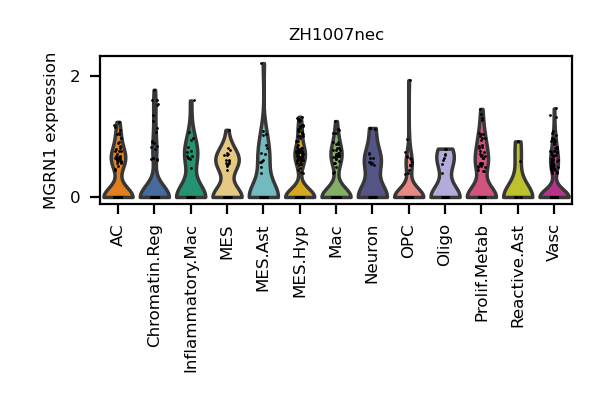 ZH1007nec
MGRN1 expression
2
0
AC
Chromatin.Reg
Inflammatory.Mac
MES
MES.Ast
MES.Hyp
Mac
Neuron
OPC
Oligo
Prolif.Metab
Reactive.Ast
Vasc